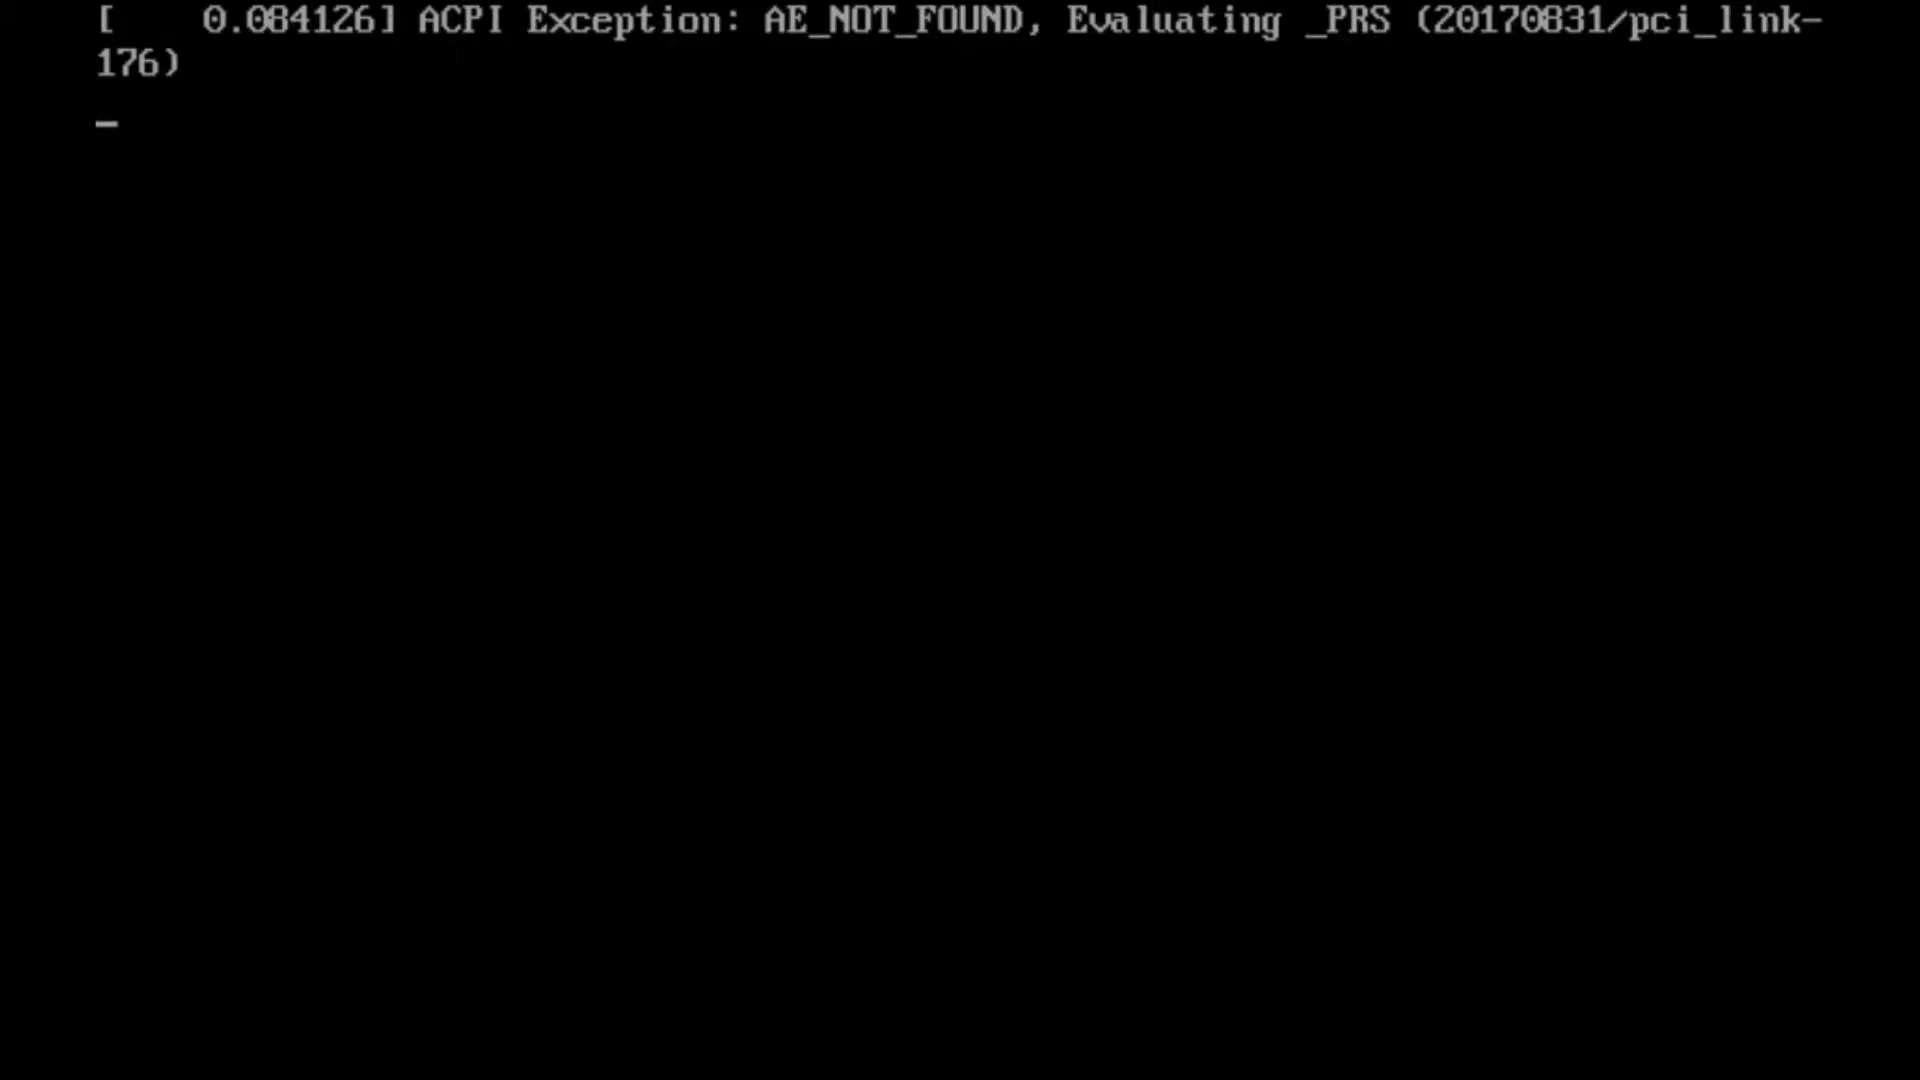 [    0.084126] ACPI Exception: AE_NOT_FOUND, Evaluating _PRS (20170831/pci_link-
176)
_